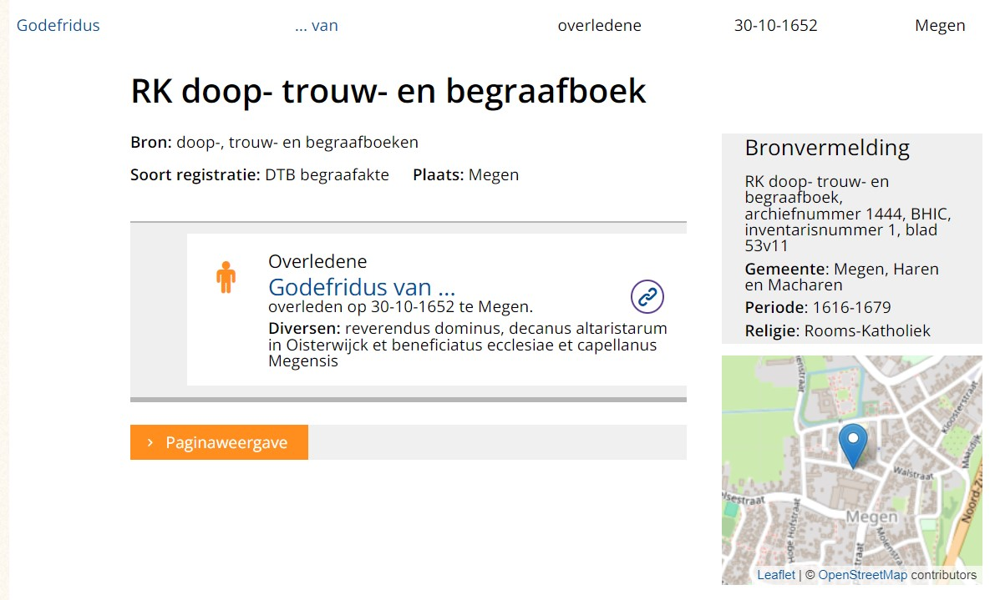 Godefridus ... van overledene 30-10-1652 Megen
RK doop- trouw- en begraafboek
Bron: doop-, trouw- en begraafboeken
Soort registratie: DTB begraafakte Plaats: Megen
Overledene
Godefridus van ...
overleden op 30-10-1652 te Megen.
Diversen: reverendus dominus, decanus altaristarum
in Oisterwijck et beneficiatus ecclesiae et capellanus
Megensis
› Paginaweergave
Bronvermelding
RK doop- trouw- en
begraafboek,
archiefnummer 1444, BHIC,
inventarisnummer 1, blad
53v11
Gemeente: Megen, Haren
en Macharen
Periode: 1616-1679
Religie: Rooms-Katholiek
Kloosterstraat
Maasdijk
Walstraat
Megen
Hoge Hofstraat
Molenstraat
Leaflet | © OpenStreetMap contributors